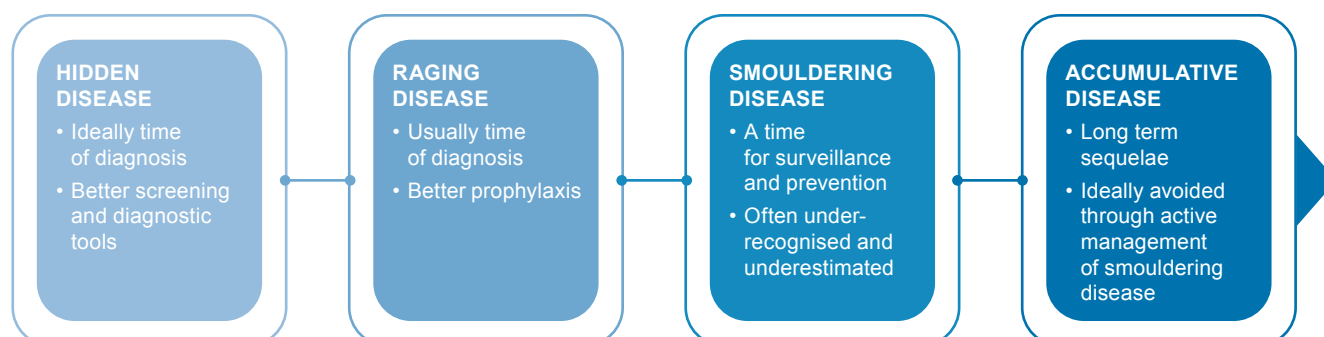 HIDDEN
DISEASE
• Ideally time
of diagnosis
• Better screening
and diagnostic
tools
RAGING
DISEASE
• Usually time
of diagnosis
• Better prophylaxis
SMOULDERING
DISEASE
• A time
for surveillance
and prevention
• Often under-
recognised and
underestimated
ACCUMULATIVE
DISEASE
• Long term
sequelae
• Ideally avoided
through active
management
of smouldering
disease